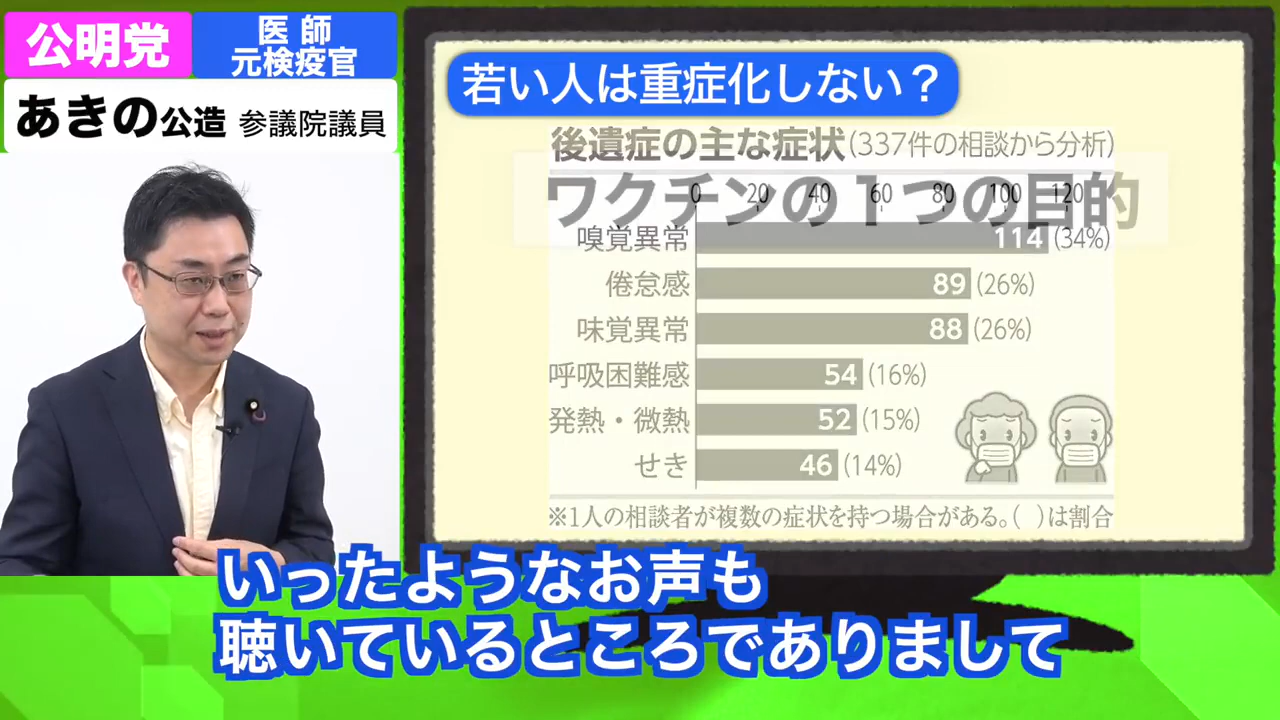 公明党
医師
元検疫官
あきの公造 参議院議員
若い人は重症化しない？
後遺症の主な症状(337件の相談から分析)
ワクチンの１つの目的
0 20 40 60 80 100 120
嗅覚異常 114 (34%)
倦怠感 89 (26%)
味覚異常 88 (26%)
呼吸困難感 54 (16%)
発熱・微熱 52 (15%)
せき 46 (14%)
※1人の相談者が複数の症状を持つ場合がある。( )は割合
いったようなお声も
聴いているところでありまして